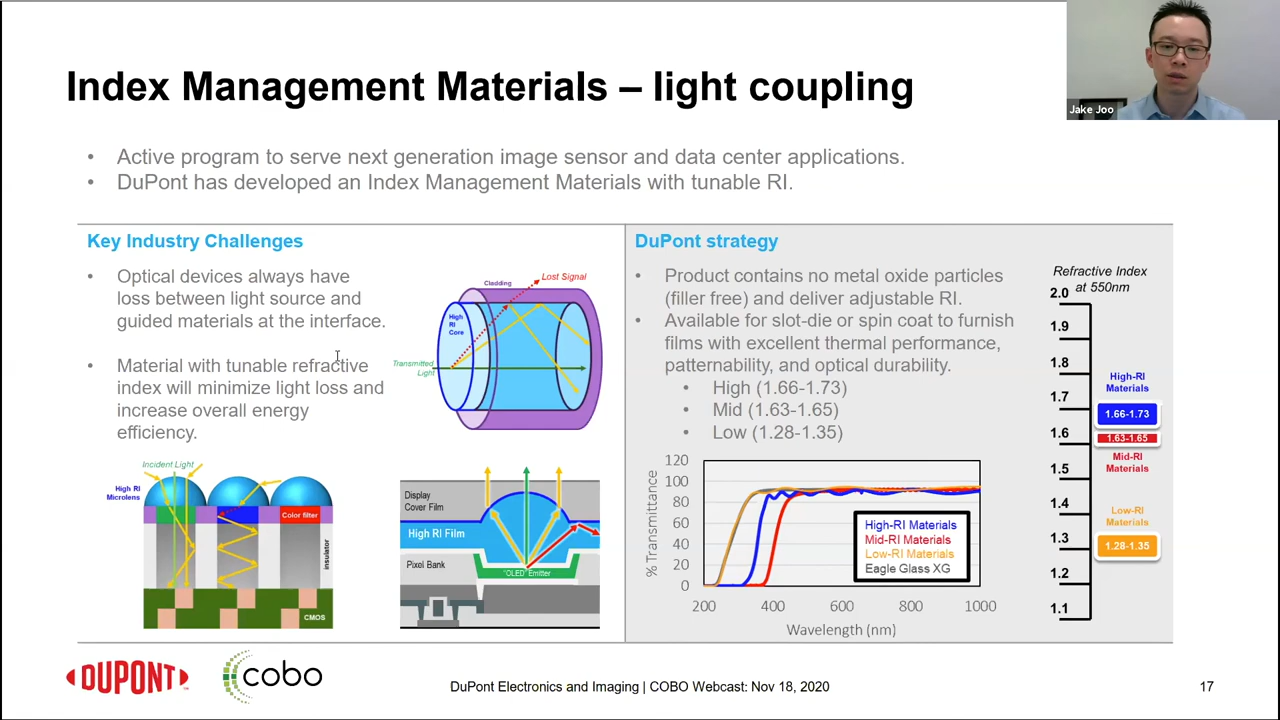 Index Management Materials – light coupling
Jake Joo
• Active program to serve next generation image sensor and data center applications.
• DuPont has developed an Index Management Materials with tunable RI.
Key Industry Challenges
• Optical devices always have
loss between light source and
guided materials at the interface.
• Material with tunable refractive
index will minimize light loss and
increase overall energy
efficiency.
Cladding
Lost Signal
High
RI
Core
Transmitted
Light
Incident Light
High RI
Microlens
Color filter
insulator
CMOS
Display
Cover Film
High RI Film
Pixel Bank
"OLED" Emitter
DuPont strategy
• Product contains no metal oxide particles
(filler free) and deliver adjustable RI.
• Available for slot-die or spin coat to furnish
films with excellent thermal performance,
patternability, and optical durability.
• High (1.66-1.73)
• Mid (1.63-1.65)
• Low (1.28-1.35)
% Transmittance
120
100
80
60
40
20
0
200 400 600 800 1000
Wavelength (nm)
High-RI Materials
Mid-RI Materials
Low-RI Materials
Eagle Glass XG
Refractive Index
at 550nm
2.0
1.9
1.8
1.7
1.6
1.5
1.4
1.3
1.2
1.1
High-RI
Materials
1.66-1.73
1.63-1.65
Mid-RI
Materials
Low-RI
Materials
1.28-1.35
DUPONT
cobo
DuPont Electronics and Imaging | COBO Webcast: Nov 18, 2020
17